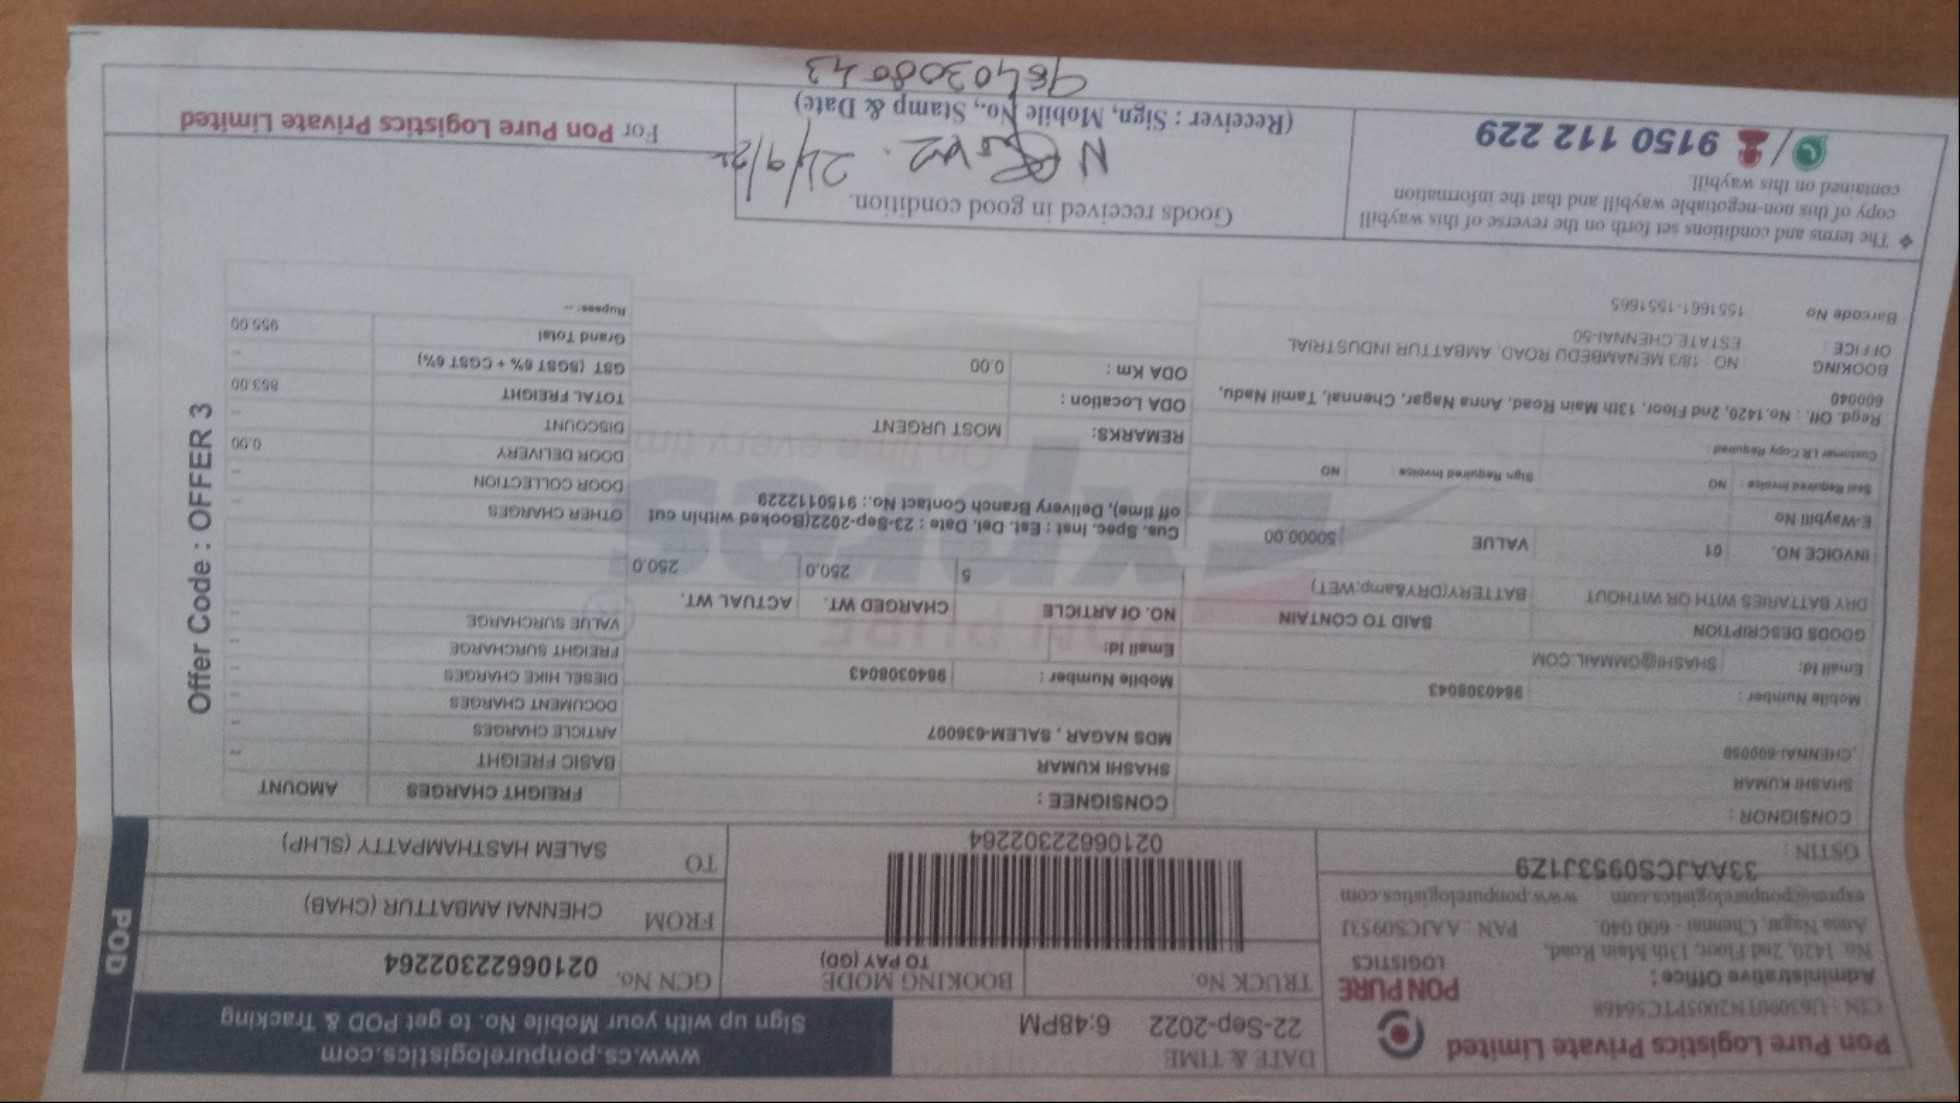 Pon Pure Logistics Private Limited
CIN : U63090TN2005PTC56468
Administrative Office :
No. 1420, 2nd Floor, 13th Main Road,
Anna Nagar, Chennai - 600 040.
PAN : AAJCS0953J
express@ponpurelogistics.com www.ponpurelogistics.com
PON PURE
LOGISTICS
GSTIN :
33AAJCS0953J1Z9
DATE & TIME
22-Sep-2022 6:48PM
TRUCK No.
BOOKING MODE
TO PAY (GD)
02106622302264
www.cs.ponpurelogistics.com
Sign up with your Mobile No. to get POD & Tracking
GCN No. 02106622302264
FROM CHENNAI AMBATTUR (CHAB)
TO SALEM HASTHAMPATTY (SLHP)
POD
CONSIGNOR :
SHASHI KUMAR
,CHENNAI-600050
Mobile Number : 9840308043
Email Id: SHASHI@GMMAIL.COM
CONSIGNEE :
SHASHI KUMAR
MDS NAGAR , SALEM-636007
Mobile Number : 9840308043
Email Id:
GOODS DESCRIPTION SAID TO CONTAIN
DRY BATTARIES WITH OR WITHOUT BATTERY(DRY&amp;WET)
NO. Of ARTICLE CHARGED WT. ACTUAL WT.
5 250.0 250.0
INVOICE NO. 01 VALUE 50000.00
E-Waybill No
Seal Required Invoice : NO Sign Required Invoice : NO
Customer LR Copy Required :
Cus. Spec. Inst : Est. Del. Date : 23-Sep-2022(Booked within cut
off time), Delivery Branch Contact No.: 9150112229
REMARKS: MOST URGENT
ODA Location :
ODA Km : 0.00
Regd. Off. : No.1420, 2nd Floor, 13th Main Road, Anna Nagar, Chennai, Tamil Nadu,
600040
BOOKING OFFICE : NO : 18/3 MENAMBEDU ROAD, AMBATTUR INDUSTRIAL
ESTATE,CHENNAI-50
Barcode No 1551661-1551665
FREIGHT CHARGES AMOUNT
BASIC FREIGHT --
ARTICLE CHARGES --
DOCUMENT CHARGES --
DIESEL HIKE CHARGES --
FREIGHT SURCHARGE --
VALUE SURCHARGE --
OTHER CHARGES --
DOOR COLLECTION --
DOOR DELIVERY 0.00
DISCOUNT --
TOTAL FREIGHT 853.00
GST (SGST 6% + CGST 6%) --
Grand Total 955.00
Rupees: --
Offer Code : OFFER 3
PON PURE
Express
On time every time
❖ The terms and conditions set forth on the reverse of this waybill
copy of this non-negotiable waybill and that the information
contained on this waybill.
9150 112 229
Goods received in good condition.
(Receiver : Sign, Mobile No., Stamp & Date)
9840308043
For Pon Pure Logistics Private Limited